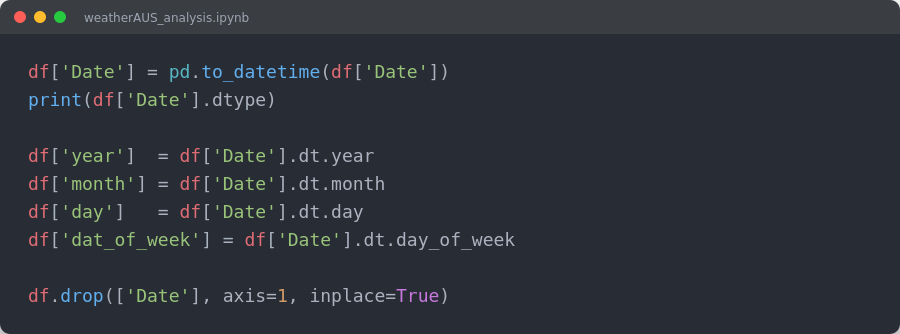 weatherAUS_analysis.ipynb
df['Date'] = pd.to_datetime(df['Date'])
print(df['Date'].dtype)
df['year']  = df['Date'].dt.year
df['month'] = df['Date'].dt.month
df['day']   = df['Date'].dt.day
df['dat_of_week'] = df['Date'].dt.day_of_week
df.drop(['Date'], axis=1, inplace=True)